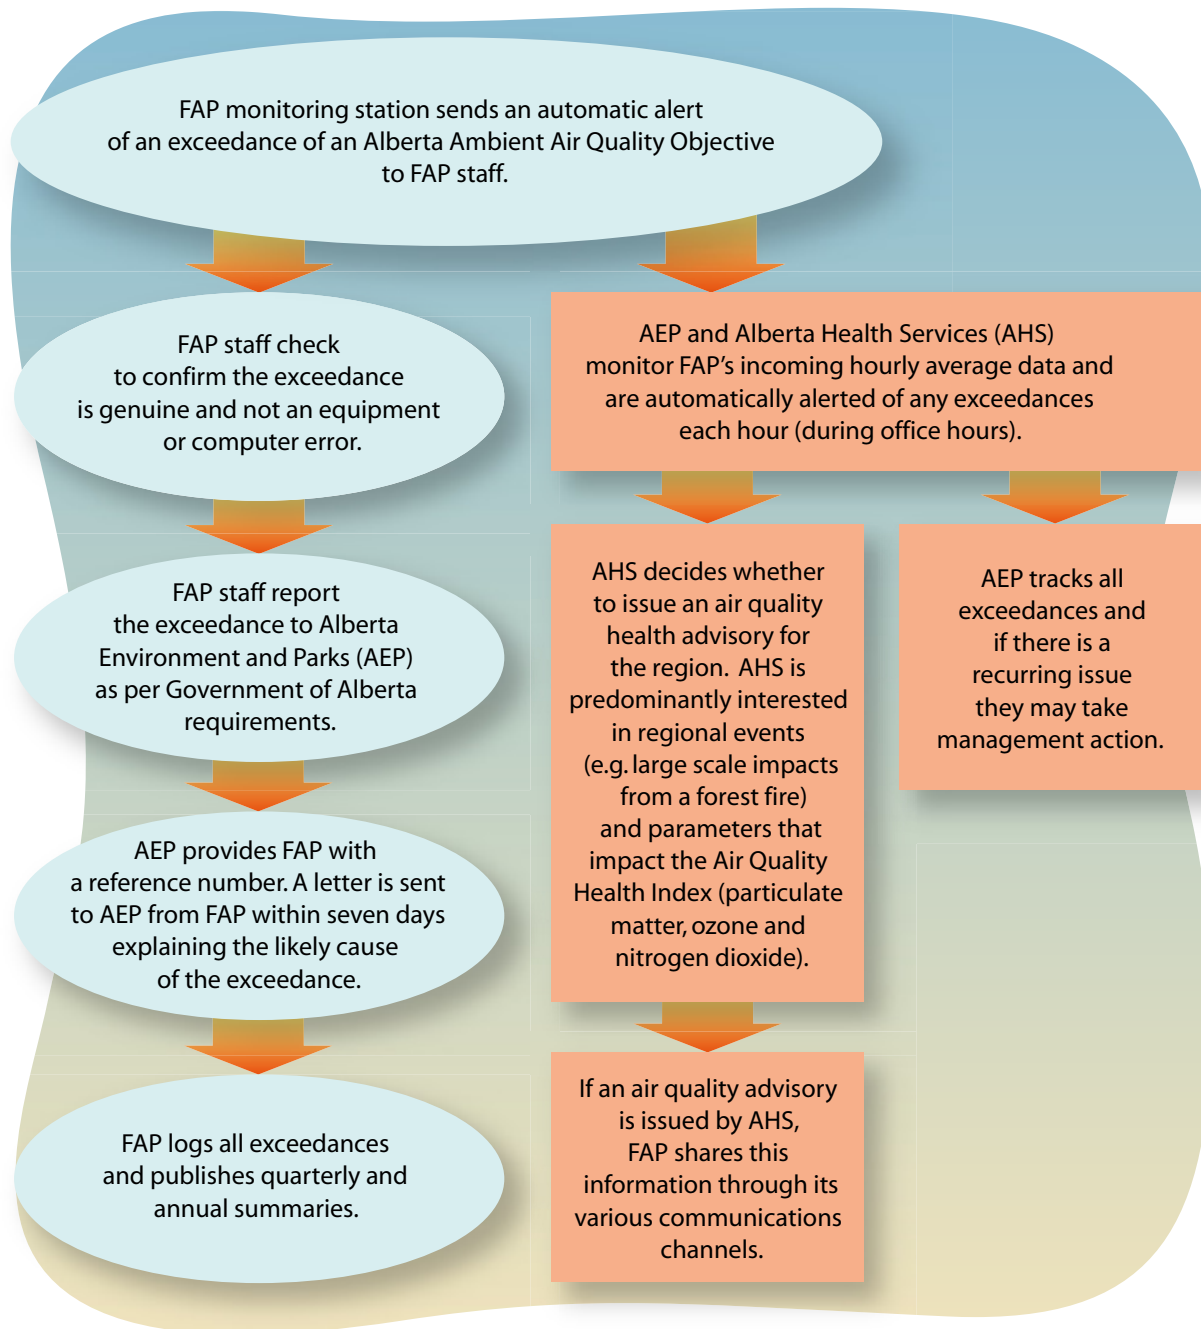 FAP monitoring station sends an automatic alert
of an exceedance of an Alberta Ambient Air Quality Objective
to FAP staff.
FAP staff check
to confirm the exceedance
is genuine and not an equipment
or computer error.
AEP and Alberta Health Services (AHS)
monitor FAP's incoming hourly average data and
are automatically alerted of any exceedances
each hour (during office hours).
FAP staff report
the exceedance to Alberta
Environment and Parks (AEP)
as per Government of Alberta
requirements.
AHS decides whether
to issue an air quality
health advisory for
the region. AHS is
predominantly interested
in regional events
(e.g. large scale impacts
from a forest fire)
and parameters that
impact the Air Quality
Health Index (particulate
matter, ozone and
nitrogen dioxide).
AEP tracks all
exceedances and
if there is a
recurring issue
they may take
management action.
AEP provides FAP with
a reference number. A letter is sent
to AEP from FAP within seven days
explaining the likely cause
of the exceedance.
FAP logs all exceedances
and publishes quarterly and
annual summaries.
If an air quality advisory
is issued by AHS,
FAP shares this
information through its
various communications
channels.